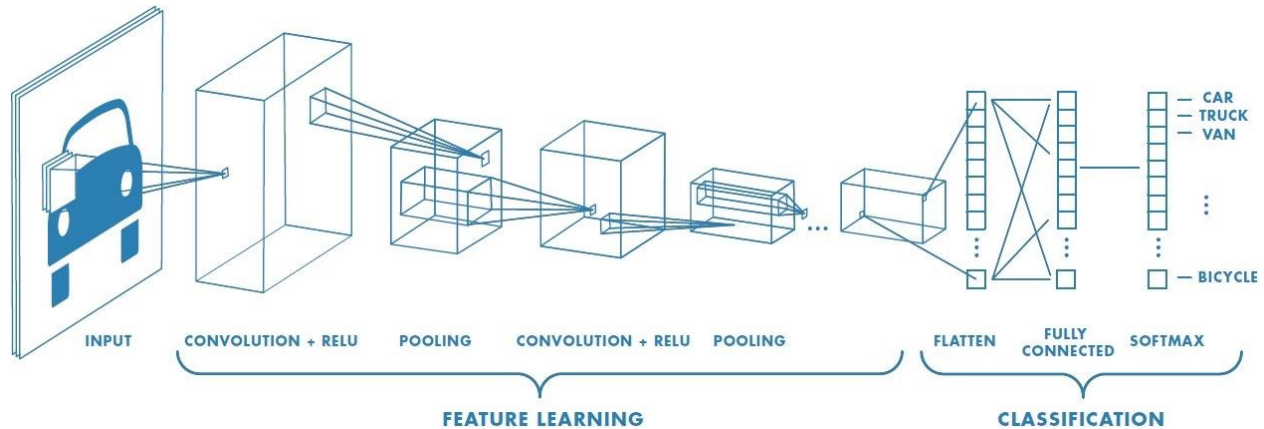 CAR
TRUCK
VAN
BICYCLE
INPUT
CONVOLUTION + RELU
POOLING
CONVOLUTION + RELU
POOLING
FLATTEN
FULLY
CONNECTED
SOFTMAX
FEATURE LEARNING
CLASSIFICATION